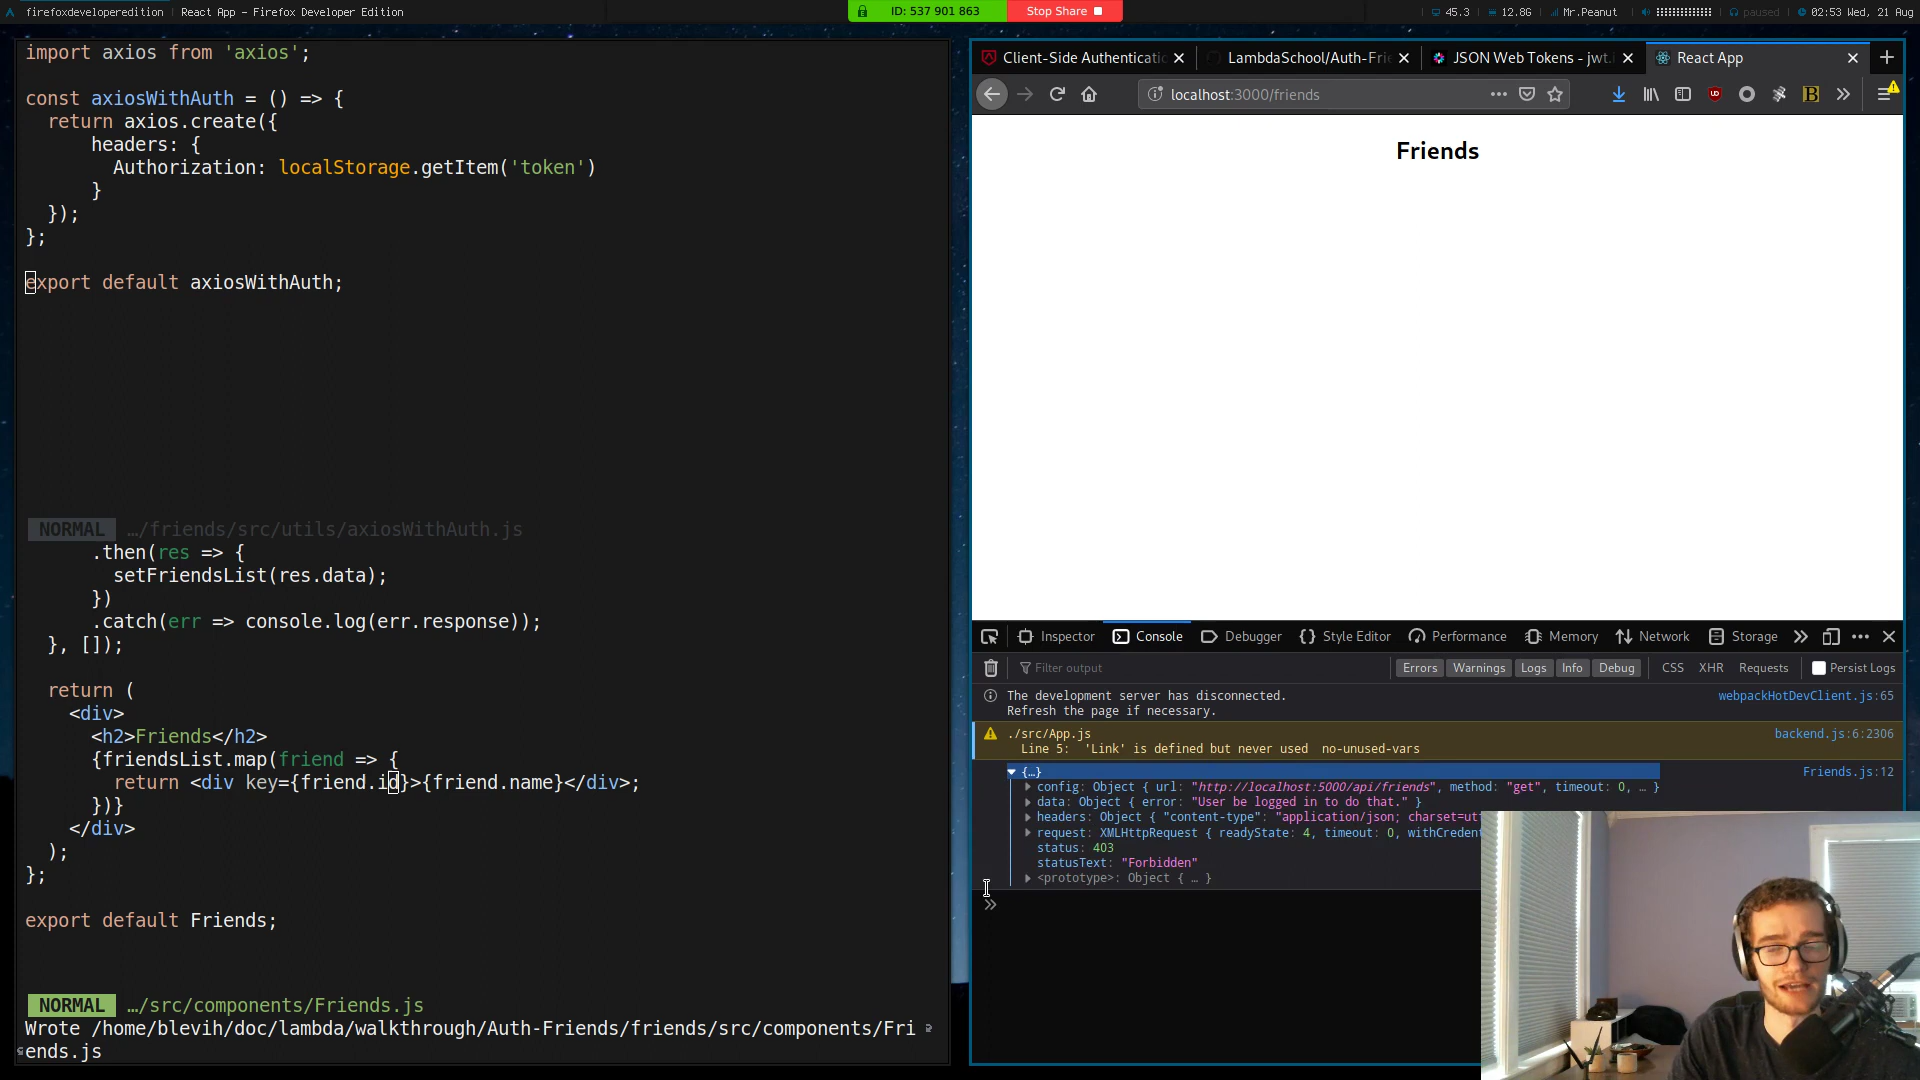 firefoxdeveloperedition React App - Firefox Developer Edition
ID: 537 901 863 Stop Share
45.3 12.8G Mr.Peanut paused 02:53 Wed, 21 Aug
import axios from 'axios';
const axiosWithAuth = () => {
return axios.create({
headers: {
Authorization: localStorage.getItem('token')
}
});
};
export default axiosWithAuth;
NORMAL …/friends/src/utils/axiosWithAuth.js
.then(res => {
setFriendsList(res.data);
})
.catch(err => console.log(err.response));
}, []);
return (
<div>
<h2>Friends</h2>
{friendsList.map(friend => {
return <div key={friend.id}>{friend.name}</div>;
})}
</div>
);
};
export default Friends;
NORMAL …/src/components/Friends.js
Wrote /home/blevih/doc/lambda/walkthrough/Auth-Friends/friends/src/components/Fri
ends.js
Client-Side Authenticati LambdaSchool/Auth-Frie JSON Web Tokens - jwt.i React App
localhost:3000/friends
Friends
Inspector Console Debugger Style Editor Performance Memory Network Storage
Filter output Errors Warnings Logs Info Debug CSS XHR Requests Persist Logs
The development server has disconnected. webpackHotDevClient.js:65
Refresh the page if necessary.
./src/App.js backend.js:6:2306
Line 5: 'Link' is defined but never used no-unused-vars
{…} Friends.js:12
config: Object { url: "http://localhost:5000/api/friends", method: "get", timeout: 0, … }
data: Object { error: "User be logged in to do that." }
headers: Object { "content-type": "application/json; charset=ut
request: XMLHttpRequest { readyState: 4, timeout: 0, withCredent
status: 403
statusText: "Forbidden"
<prototype>: Object { … }